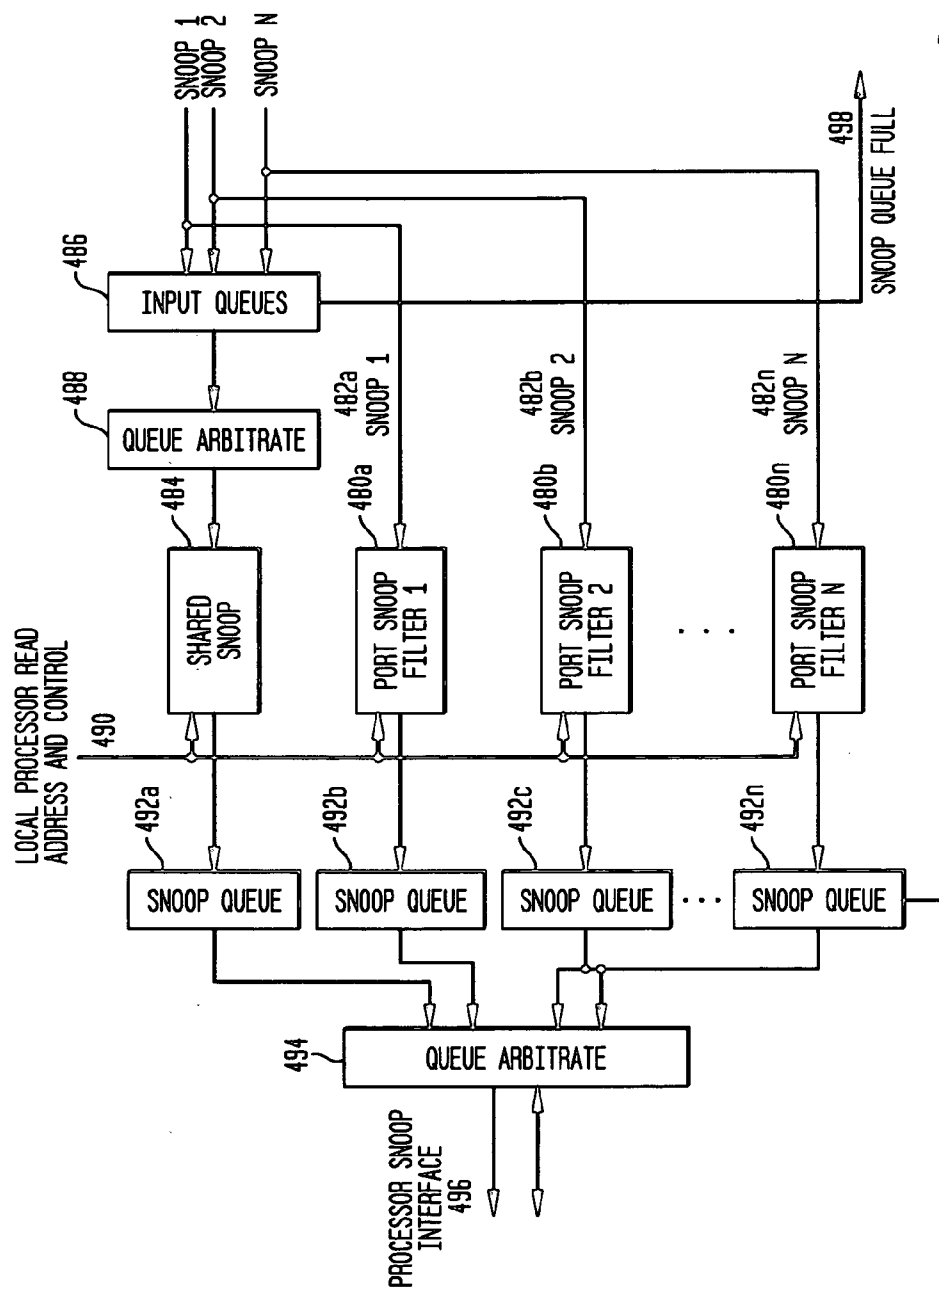 LOCAL PROCESSOR READ
ADDRESS AND CONTROL
490
SNOOP 1
SNOOP 2
SNOOP N
486
INPUT QUEUES
488
QUEUE ARBITRATE
484
SHARED
SNOOP
492a
SNOOP QUEUE
482a
SNOOP 1
480a
PORT SNOOP
FILTER 1
492b
SNOOP QUEUE
482b
SNOOP 2
480b
PORT SNOOP
FILTER 2
492c
SNOOP QUEUE
. . .
482n
SNOOP N
480n
PORT SNOOP
FILTER N
. . .
492n
SNOOP QUEUE
498
SNOOP QUEUE FULL
494
QUEUE ARBITRATE
PROCESSOR SNOOP
INTERFACE
496